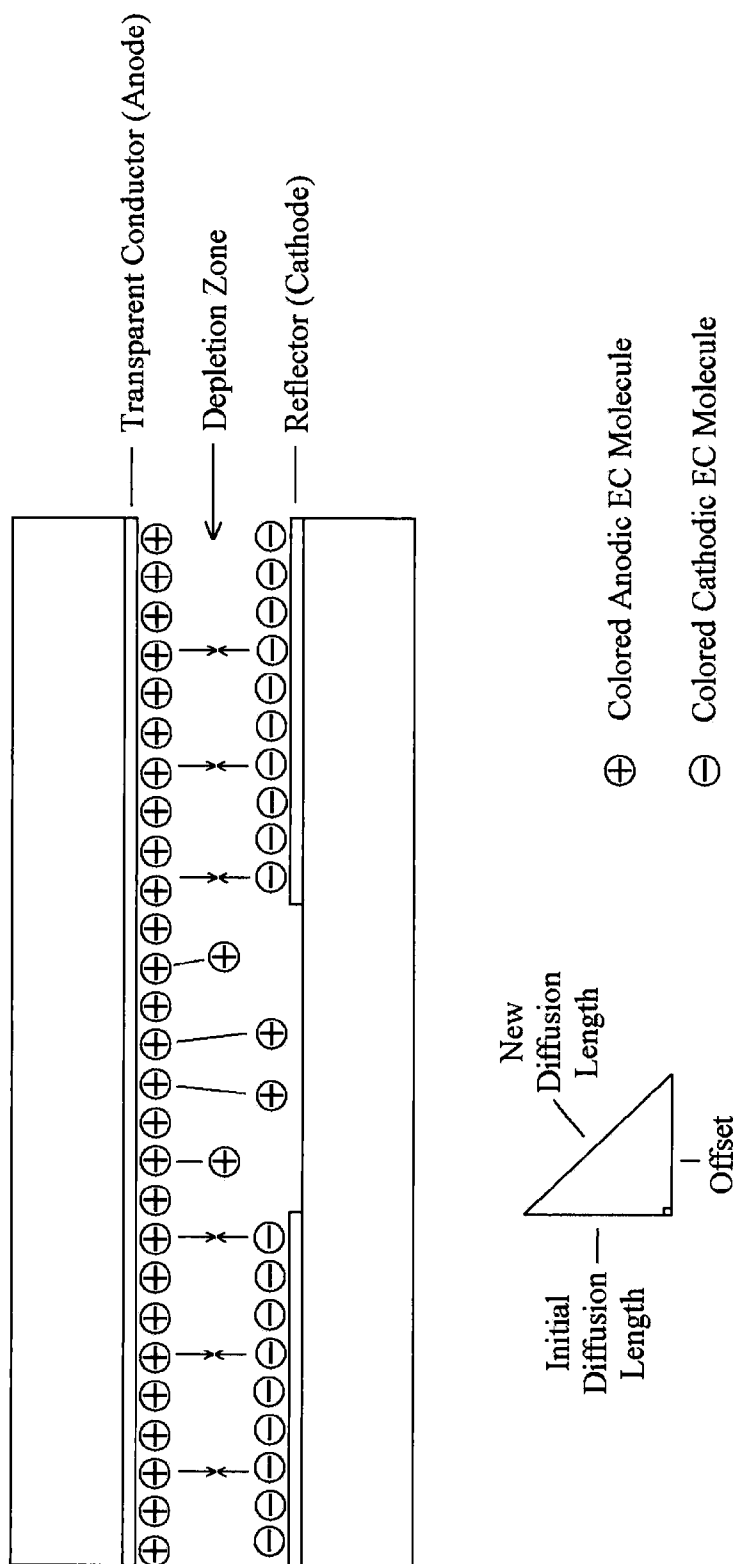 Transparent Conductor (Anode)
Depletion Zone
Reflector (Cathode)
New
Diffusion
Length
Initial
Diffusion
Length
Offset
Colored Anodic EC Molecule
Colored Cathodic EC Molecule